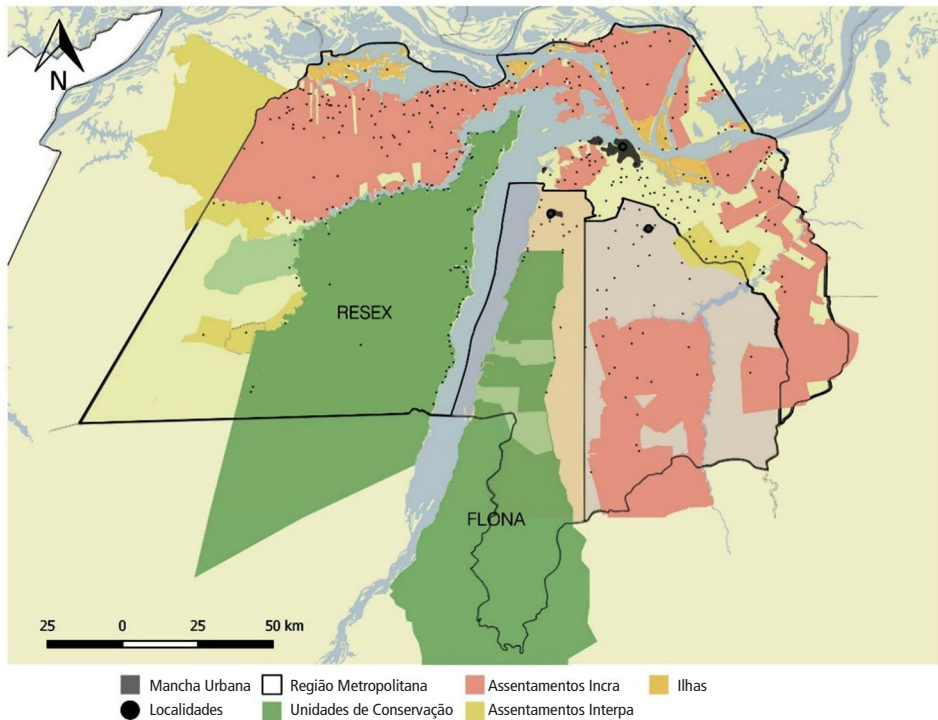 N
RESEX
FLONA
25 0 25 50 km
Mancha Urbana Região Metropolitana Assentamentos Incra Ilhas
Localidades Unidades de Conservação Assentamentos Interpa